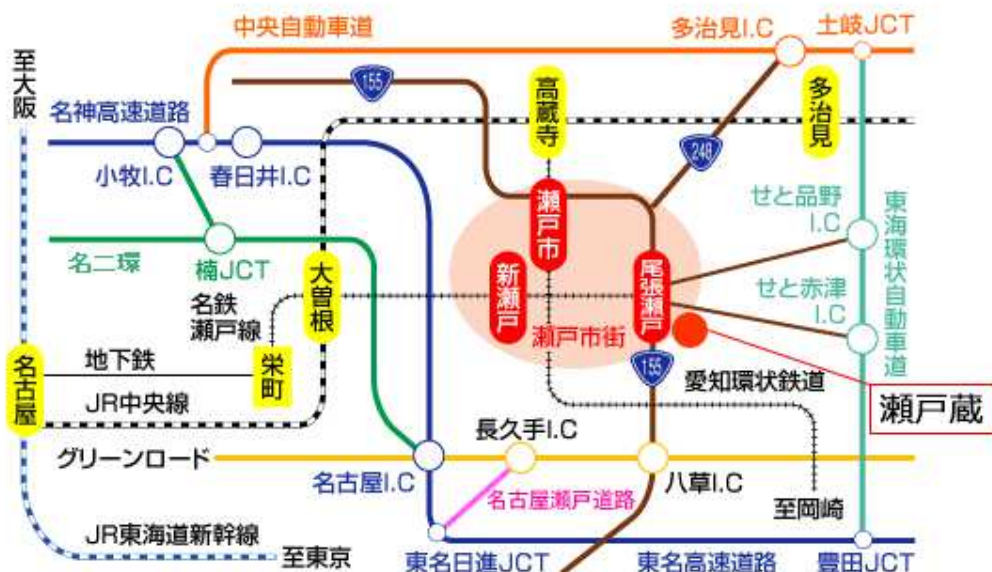 中央自動車道
多治見I.C
土岐JCT
至大阪
155
高蔵寺
多治見
名神高速道路
248
小牧I.C
春日井I.C
せと品野
I.C
瀬戸市
東海環状自動車道
名二環
楠JCT
大曽根
新瀬戸
尾張瀬戸
せと赤津
I.C
名鉄
瀬戸線
瀬戸市街
名古屋
地下鉄
栄町
155
愛知環状鉄道
瀬戸蔵
JR中央線
長久手I.C
グリーンロード
名古屋I.C
名古屋瀬戸道路
八草I.C
至岡崎
JR東海道新幹線
至東京
東名日進JCT
東名高速道路
豊田JCT